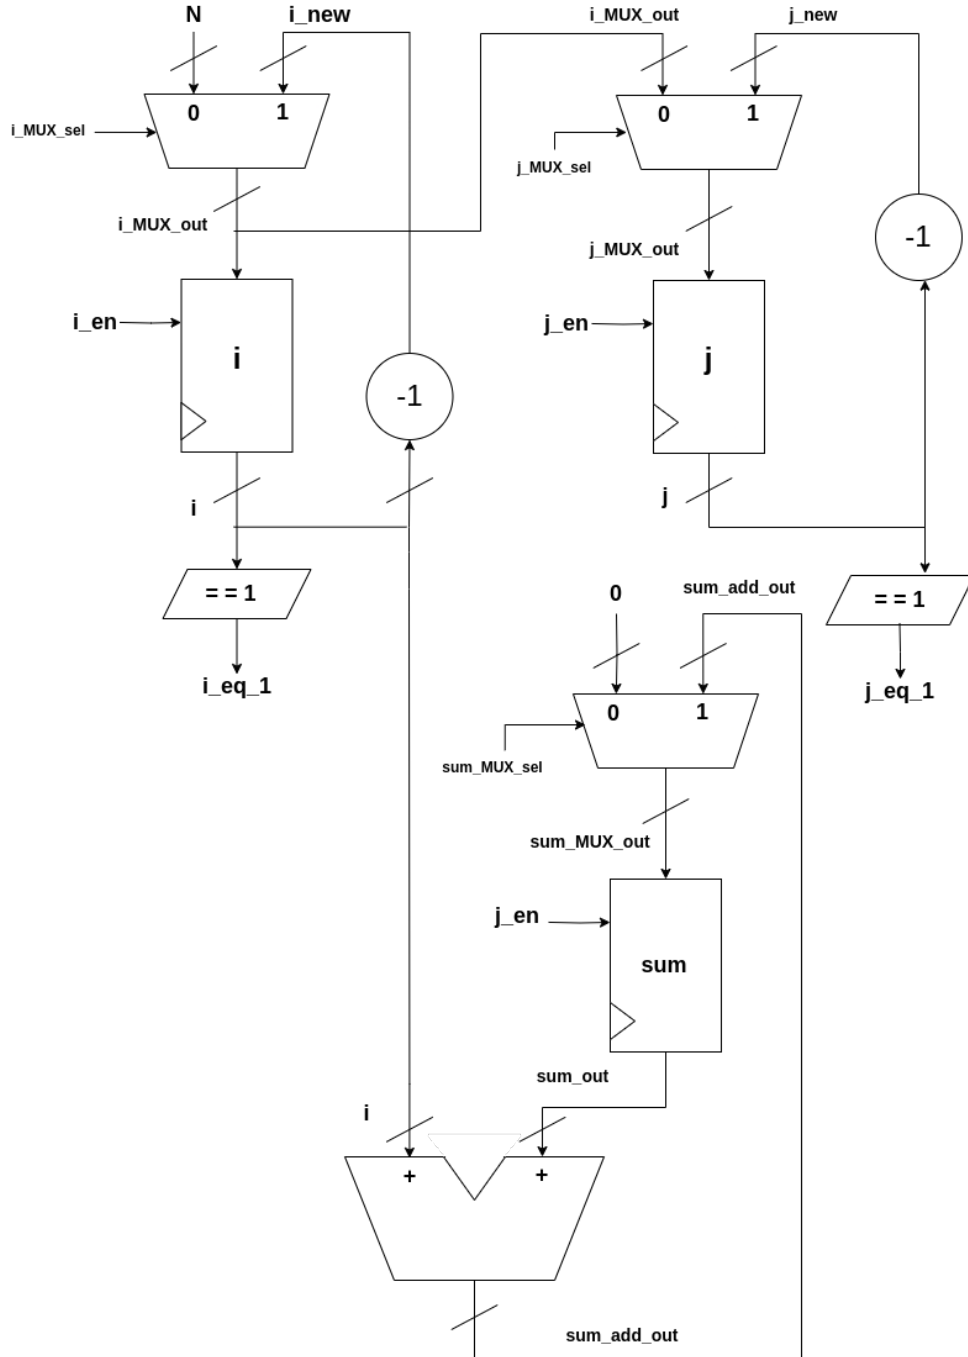 N
i_new
i_MUX_out
j_new
0
1
0
1
i_MUX_sel
j_MUX_sel
i_MUX_out
j_MUX_out
-1
i_en
j_en
i
j
-1
i
j
= = 1
= = 1
0
sum_add_out
i_eq_1
j_eq_1
0
1
sum_MUX_sel
sum_MUX_out
j_en
sum
sum_out
i
+
+
sum_add_out